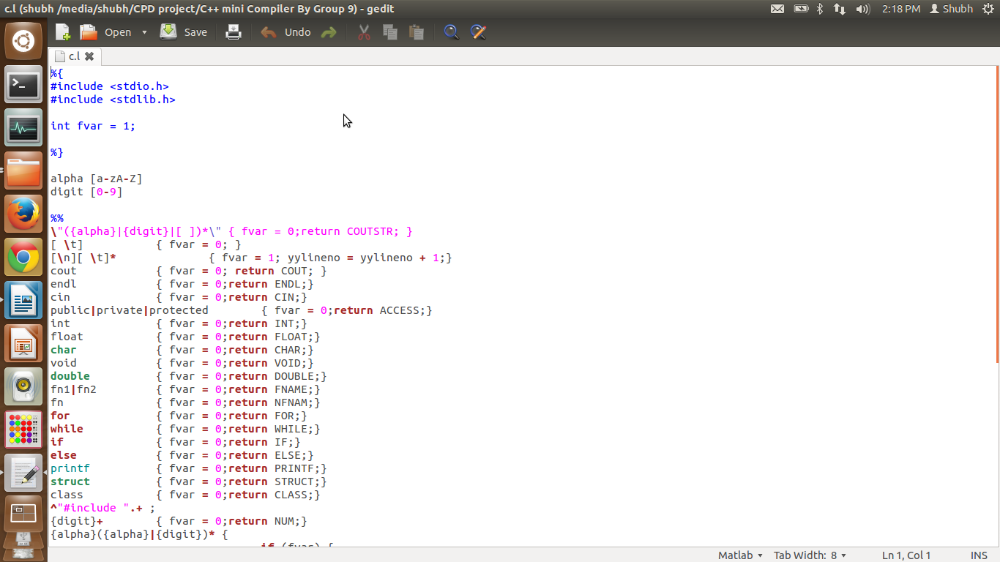 c.l (shubh /media/shubh/CPD project/C++ mini Compiler By Group 9) - gedit
2:18 PM Shubh
Open Save Undo
c.l
%{
#include <stdio.h>
#include <stdlib.h>
int fvar = 1;
%}
alpha [a-zA-Z]
digit [0-9]
%%
\"({alpha}|{digit}|[ ])*\" { fvar = 0;return COUTSTR; }
[ \t]		{ fvar = 0; }
[\n][ \t]*		{ fvar = 1; yylineno = yylineno + 1;}
cout		{ fvar = 0; return COUT; }
endl		{ fvar = 0;return ENDL;}
cin		{ fvar = 0;return CIN;}
public|private|protected	{ fvar = 0;return ACCESS;}
int		{ fvar = 0;return INT;}
float		{ fvar = 0;return FLOAT;}
char		{ fvar = 0;return CHAR;}
void		{ fvar = 0;return VOID;}
double		{ fvar = 0;return DOUBLE;}
fn1|fn2		{ fvar = 0;return FNAME;}
fn		{ fvar = 0;return NFNAM;}
for		{ fvar = 0;return FOR;}
while		{ fvar = 0;return WHILE;}
if		{ fvar = 0;return IF;}
else		{ fvar = 0;return ELSE;}
printf		{ fvar = 0;return PRINTF;}
struct		{ fvar = 0;return STRUCT;}
class		{ fvar = 0;return CLASS;}
^"#include ".+ ;
{digit}+	{ fvar = 0;return NUM;}
{alpha}({alpha}|{digit})* {
if (fvar) {
Matlab Tab Width: 8 Ln 1, Col 1 INS